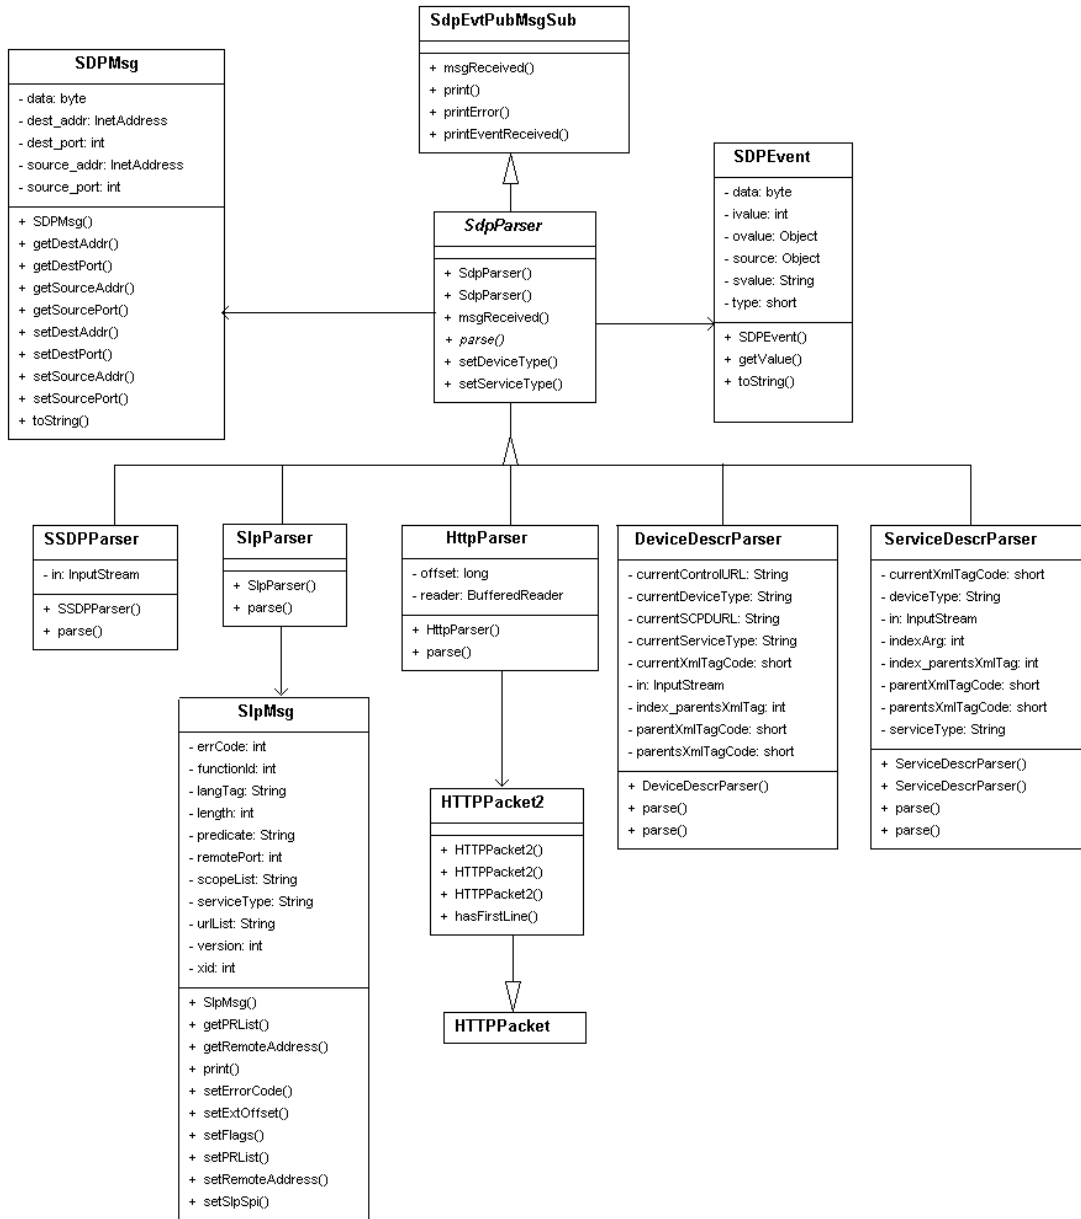 SdpEvtPubMsgSub
+ msgReceived()
+ print()
+ printError()
+ printEventReceived()
SDPMsg
- data: byte
- dest_addr: InetAddress
- dest_port: int
- source_addr: InetAddress
- source_port: int
+ SDPMsg()
+ getDestAddr()
+ getDestPort()
+ getSourceAddr()
+ getSourcePort()
+ setDestAddr()
+ setDestPort()
+ setSourceAddr()
+ setSourcePort()
+ toString()
SdpParser
+ SdpParser()
+ SdpParser()
+ msgReceived()
+ parse()
+ setDeviceType()
+ setServiceType()
SDPEvent
- data: byte
- ivalue: int
- ovalue: Object
- source: Object
- svalue: String
- type: short
+ SDPEvent()
+ getValue()
+ toString()
SSDPParser
- in: InputStream
+ SSDPParser()
+ parse()
SlpParser
+ SlpParser()
+ parse()
HttpParser
- offset: long
- reader: BufferedReader
+ HttpParser()
+ parse()
DeviceDescrParser
- currentControlURL: String
- currentDeviceType: String
- currentSCPDURL: String
- currentServiceType: String
- currentXmlTagCode: short
- in: InputStream
- index_parentsXmlTag: int
- parentXmlTagCode: short
- parentsXmlTagCode: short
+ DeviceDescrParser()
+ parse()
+ parse()
ServiceDescrParser
- currentXmlTagCode: short
- deviceType: String
- in: InputStream
- indexArg: int
- index_parentsXmlTag: int
- parentXmlTagCode: short
- parentsXmlTagCode: short
- serviceType: String
+ ServiceDescrParser()
+ ServiceDescrParser()
+ parse()
+ parse()
SlpMsg
- errCode: int
- functionId: int
- langTag: String
- length: int
- predicate: String
- remotePort: int
- scopeList: String
- serviceType: String
- urlList: String
- version: int
- xid: int
+ SlpMsg()
+ getPRList()
+ getRemoteAddress()
+ print()
+ setErrorCode()
+ setExtOffset()
+ setFlags()
+ setPRList()
+ setRemoteAddress()
+ setSlpSpi()
HTTPPacket2
+ HTTPPacket2()
+ HTTPPacket2()
+ HTTPPacket2()
+ hasFirstLine()
HTTPPacket